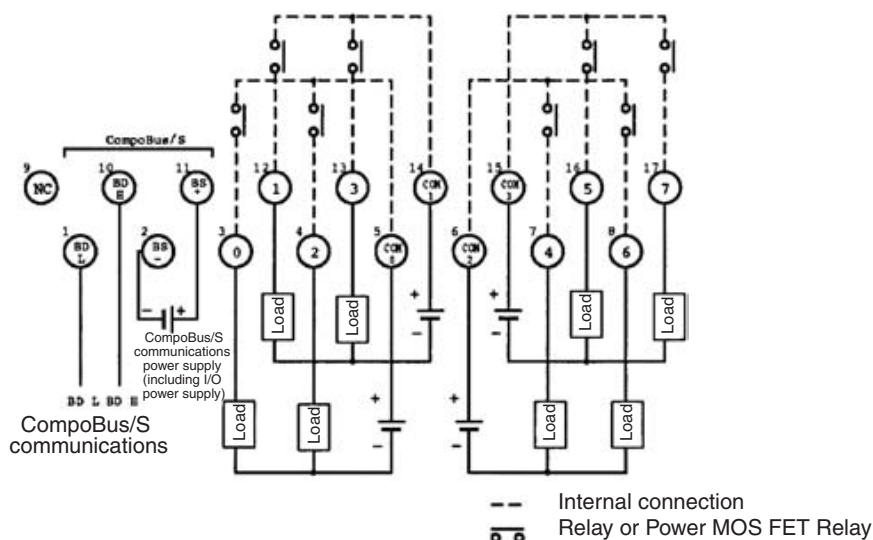 CompoBus/S
9 10 11 12 13 14 15 16 17
NC BD H BS + 1 3 COM 1 COM 3 5 7
1 2 3 4 5 6 7 8
BD L BS − 0 2 COM 0 COM 2 4 6
− +
+ − + −
Load Load Load Load
CompoBus/S
communications
power supply
(including I/O
power supply)
+ − + −
Load Load Load Load
BD L BD H
CompoBus/S
communications
Internal connection
Relay or Power MOS FET Relay